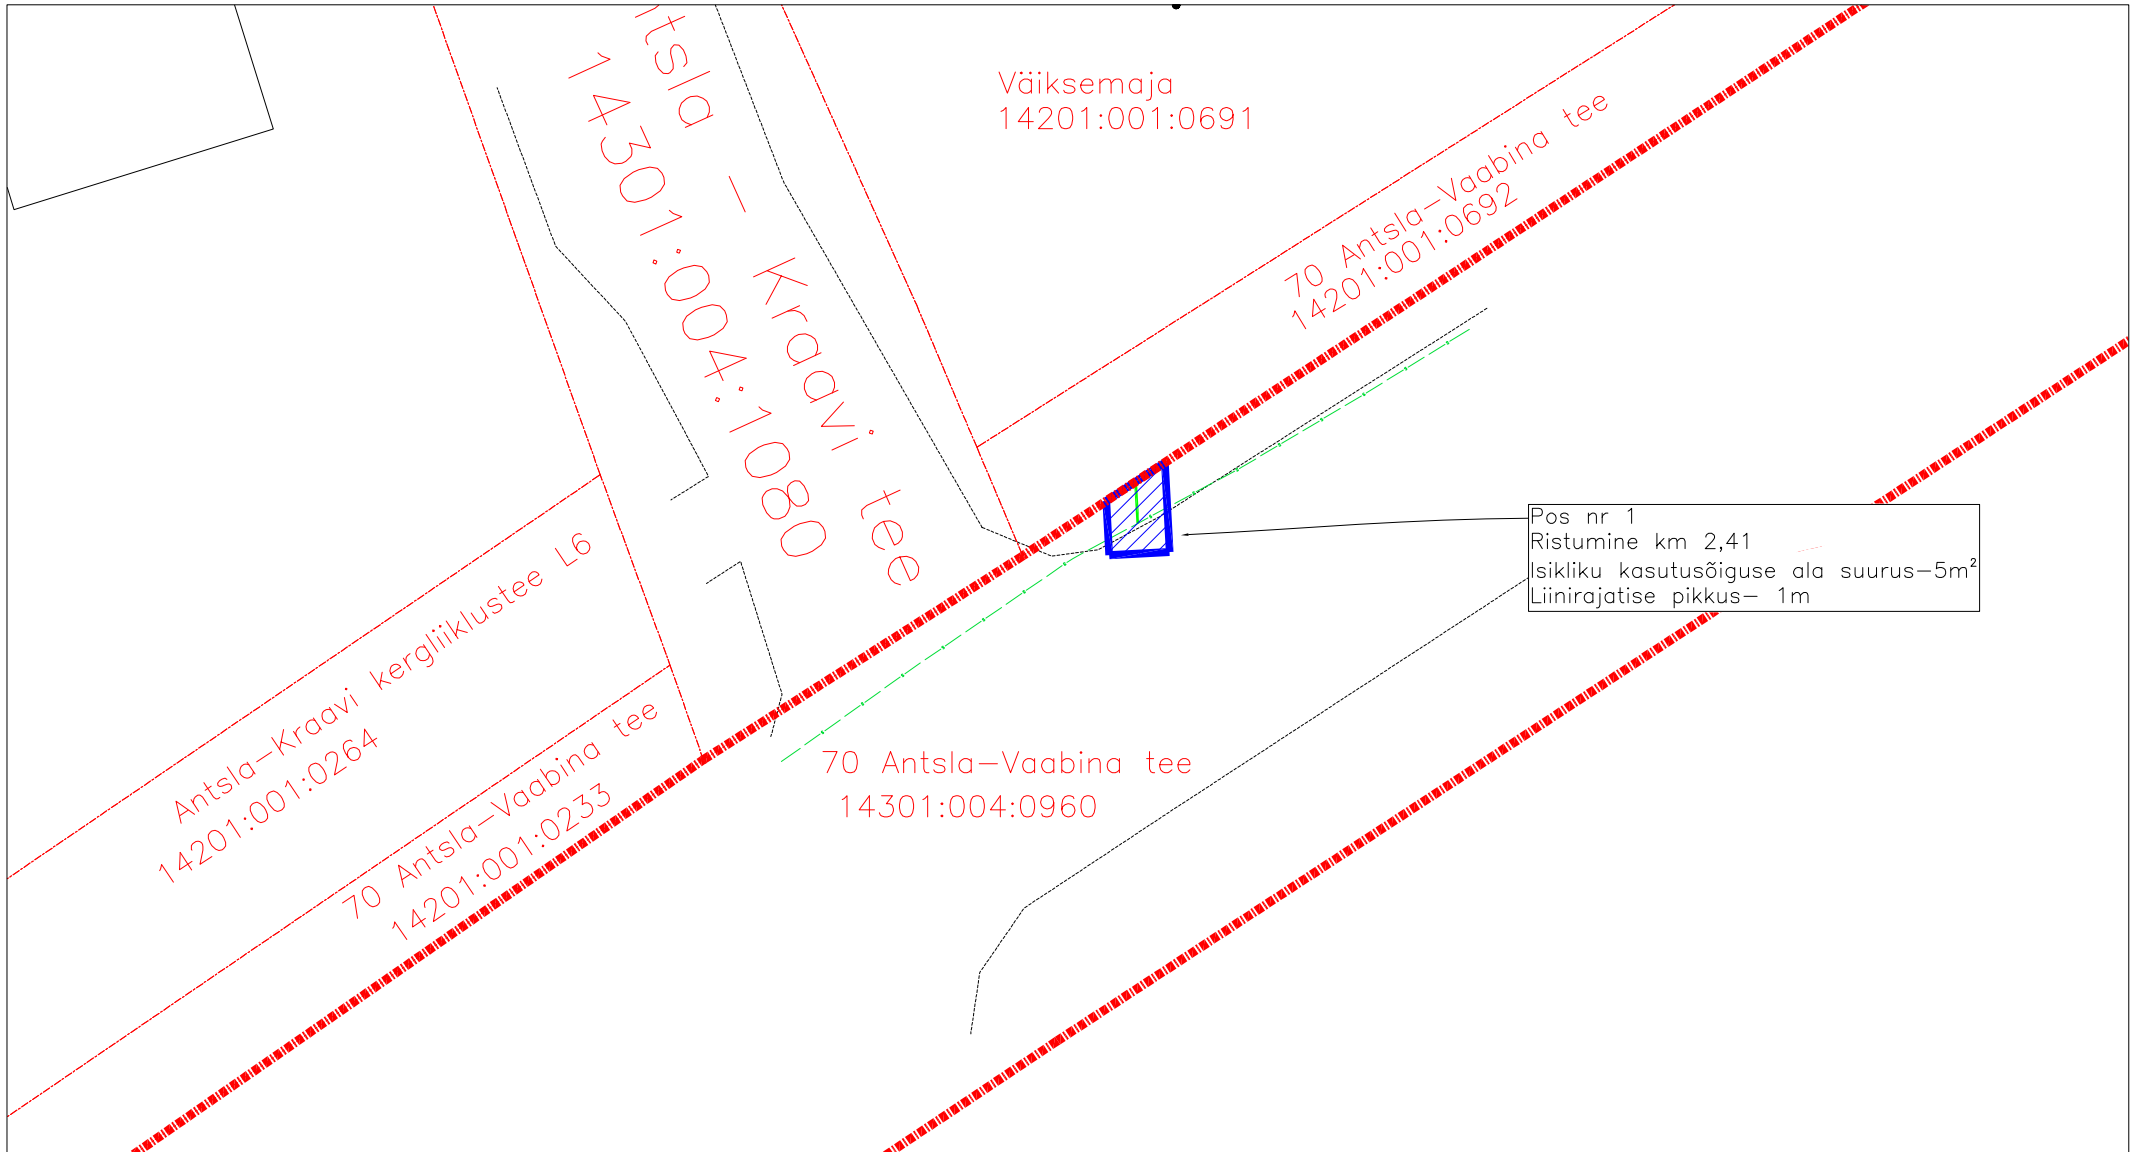 ntsla - Kraavi tee
14301:004:1080
Väiksemaja
14201:001:0691
70 Antsla-Vaabina tee
14201:001:0692
Pos nr 1
Ristumine km 2,41
Isikliku kasutusõiguse ala suurus-5m²
Liinirajatise pikkus- 1m
Antsla-Kraavi kergliiklustee L6
14201:001:0264
70 Antsla-Vaabina tee
14201:001:0233
70 Antsla-Vaabina tee
14301:004:0960